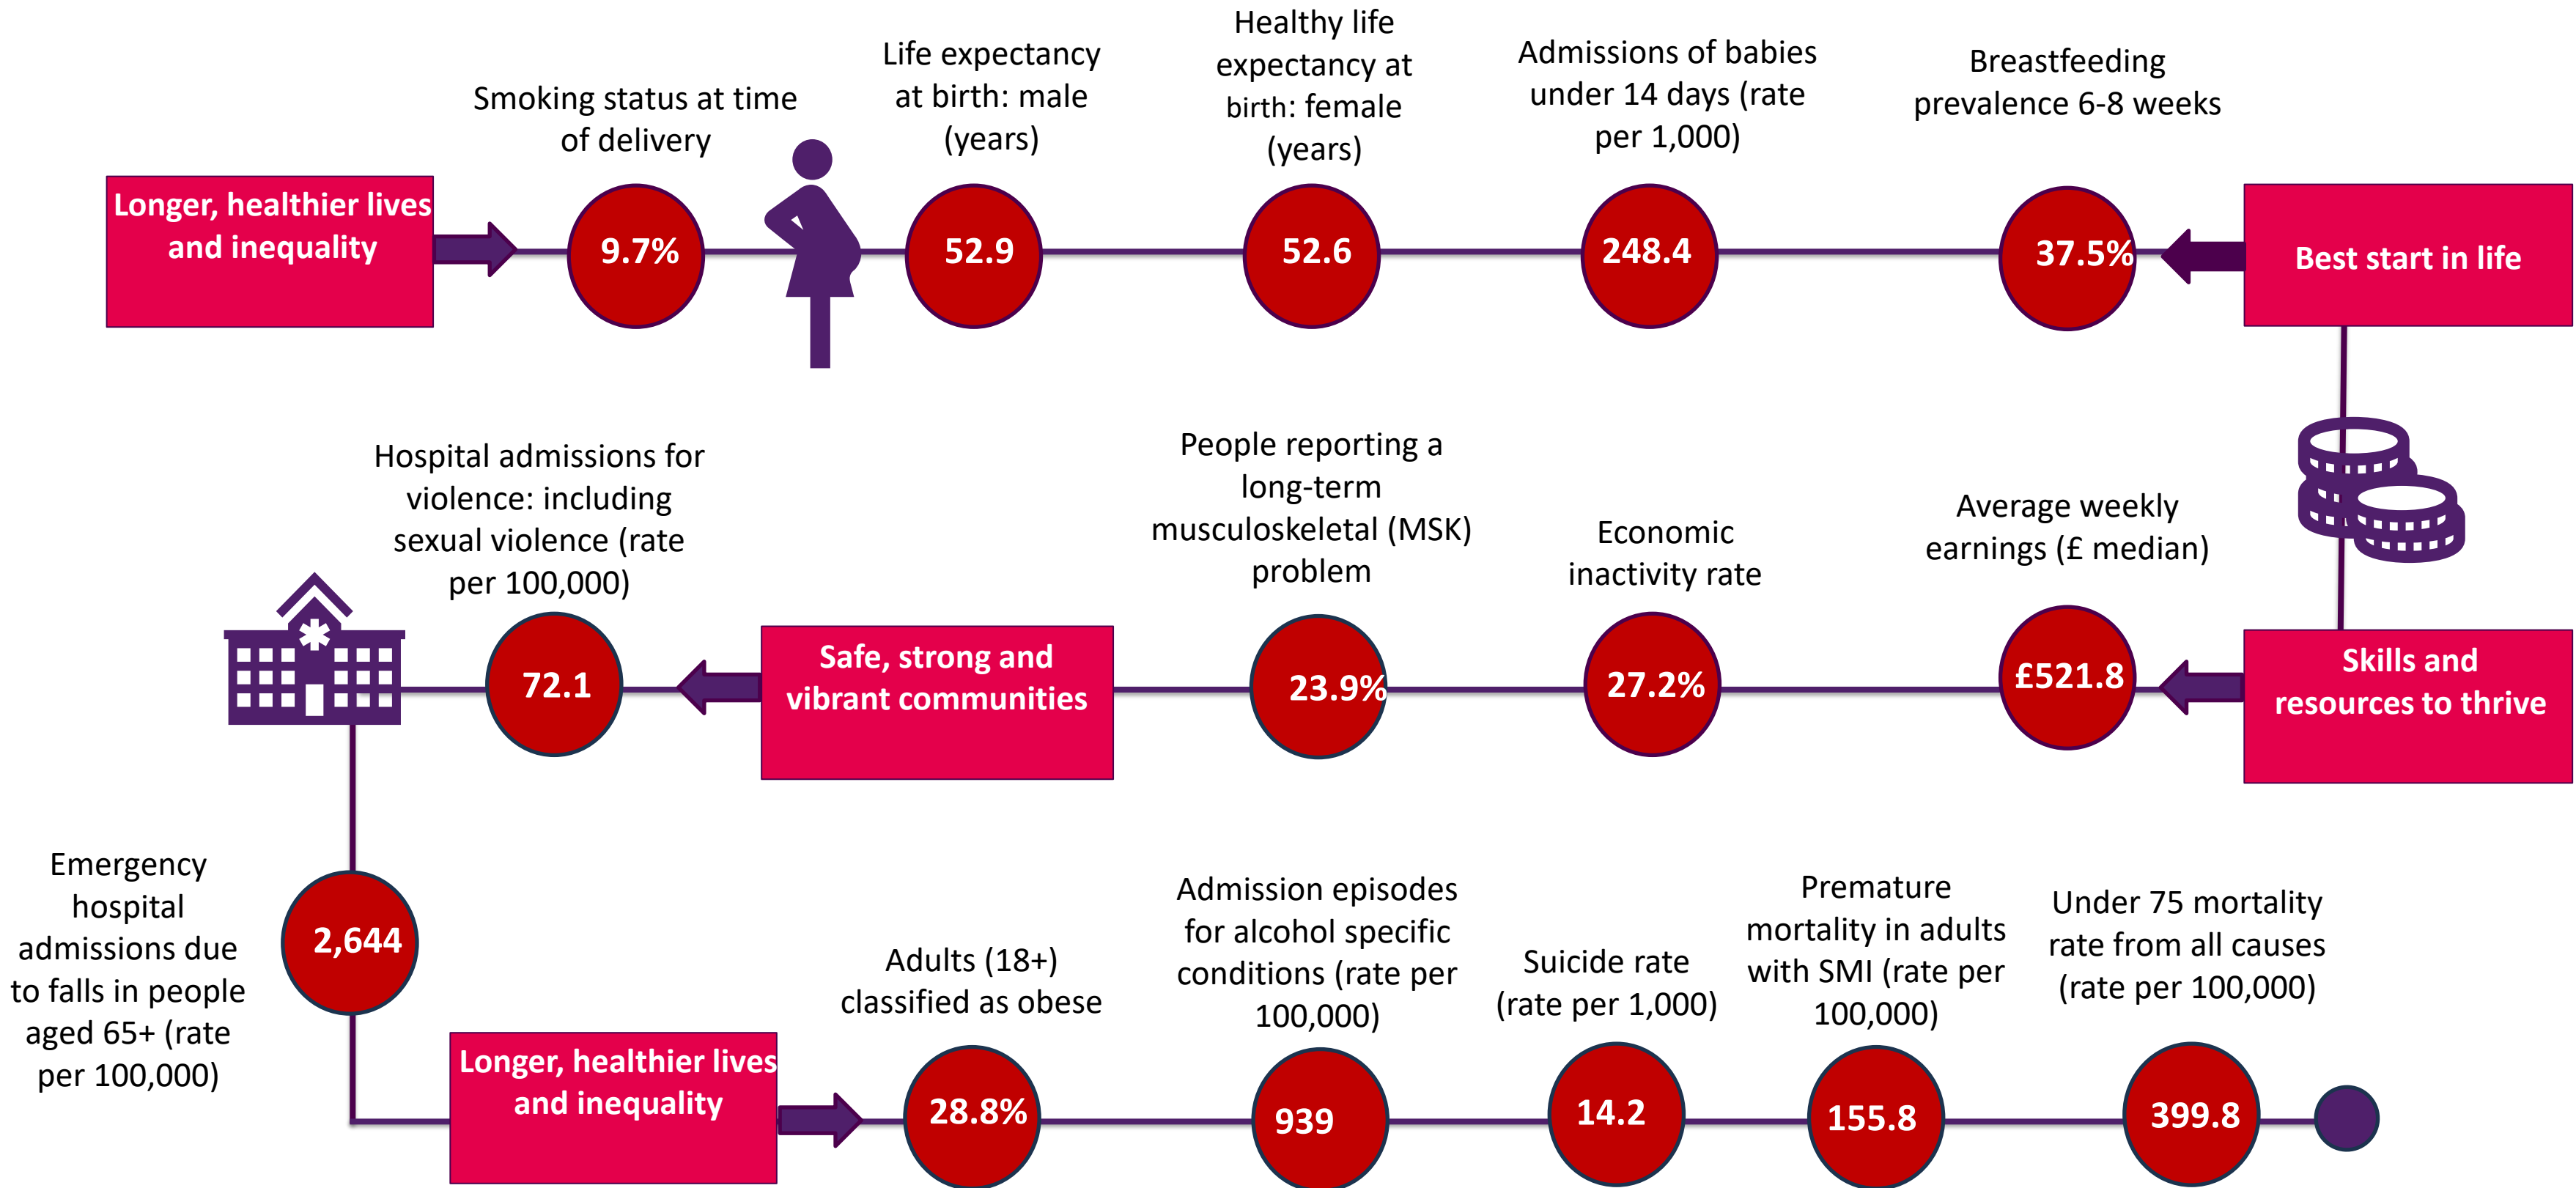 Longer, healthier lives
and inequality
Smoking status at time
of delivery
9.7%
Life expectancy
at birth: male
(years)
52.9
Healthy life
expectancy at
birth: female
(years)
52.6
Admissions of babies
under 14 days (rate
per 1,000)
248.4
Breastfeeding
prevalence 6-8 weeks
37.5%
Best start in life
Skills and
resources to thrive
Average weekly
earnings (£ median)
£521.8
Economic
inactivity rate
27.2%
People reporting a
long-term
musculoskeletal (MSK)
problem
23.9%
Safe, strong and
vibrant communities
Hospital admissions for
violence: including
sexual violence (rate
per 100,000)
72.1
Emergency
hospital
admissions due
to falls in people
aged 65+ (rate
per 100,000)
2,644
Longer, healthier lives
and inequality
Adults (18+)
classified as obese
28.8%
Admission episodes
for alcohol specific
conditions (rate per
100,000)
939
Suicide rate
(rate per 1,000)
14.2
Premature
mortality in adults
with SMI (rate per
100,000)
155.8
Under 75 mortality
rate from all causes
(rate per 100,000)
399.8